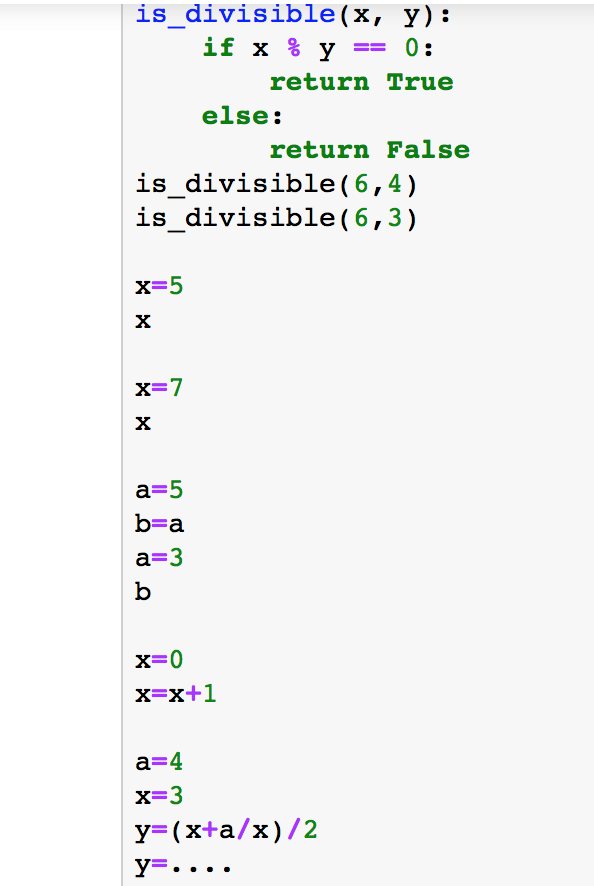 is_divisible(x, y):
if x % y == 0:
return True
else:
return False
is_divisible(6,4)
is_divisible(6,3)
x=5
x
x=7
x
a=5
b=a
a=3
b
x=0
x=x+1
a=4
x=3
y=(x+a/x)/2
y=....